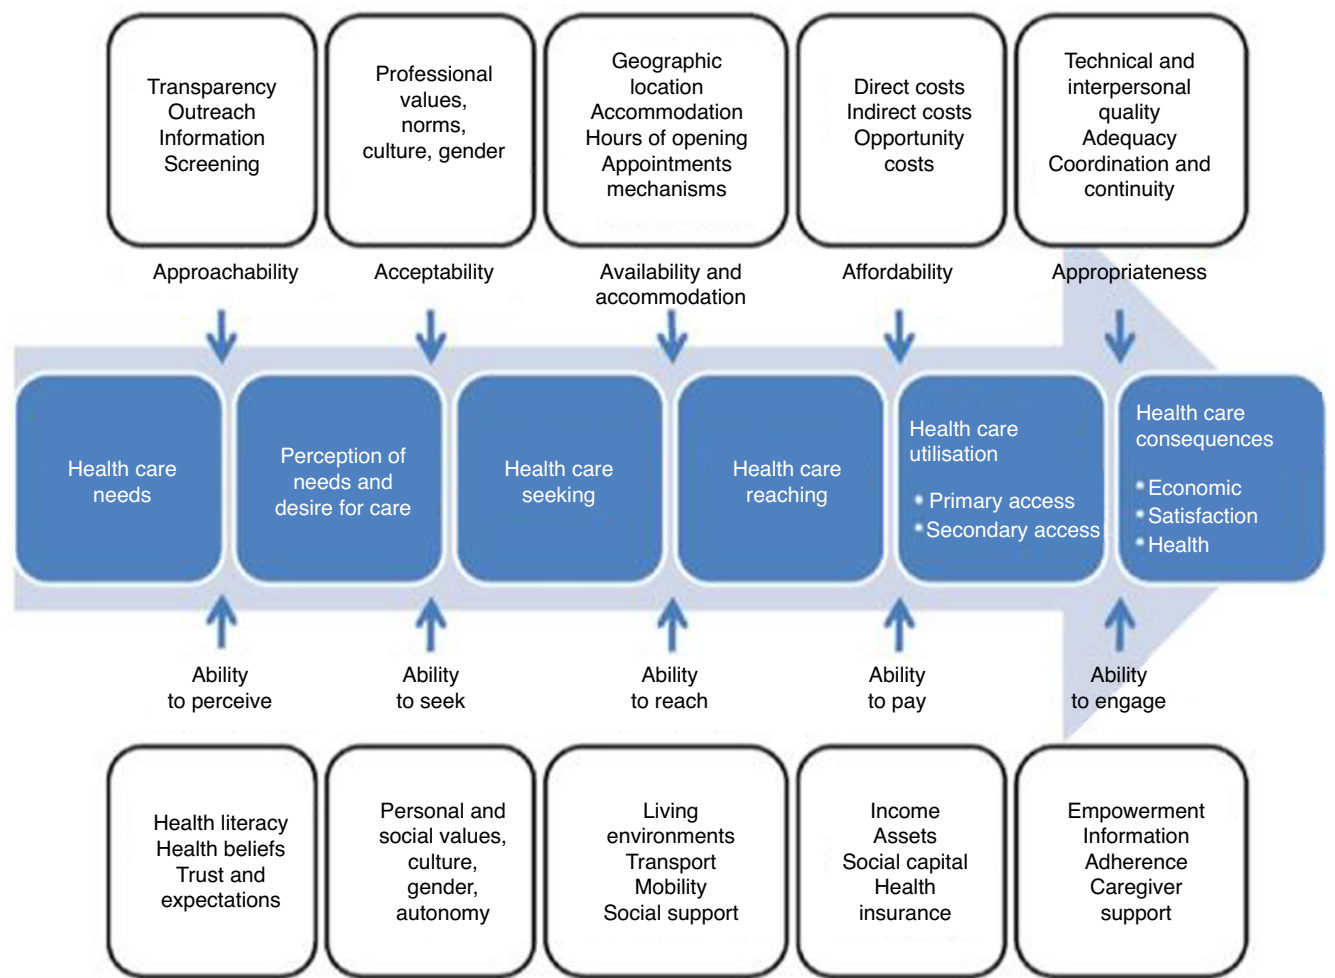 Transparency
Outreach
Information
Screening
Professional
values,
norms,
culture, gender
Geographic
location
Accommodation
Hours of opening
Appointments
mechanisms
Direct costs
Indirect costs
Opportunity
costs
Technical and
interpersonal
quality
Adequacy
Coordination and
continuity
Approachability
Acceptability
Availability and
accommodation
Affordability
Appropriateness
Health care
needs
Perception of
needs and
desire for care
Health care
seeking
Health care
reaching
Health care
utilisation
• Primary access
• Secondary access
Health care
consequences
• Economic
• Satisfaction
• Health
Ability
to perceive
Ability
to seek
Ability
to reach
Ability
to pay
Ability
to engage
Health literacy
Health beliefs
Trust and
expectations
Personal and
social values,
culture,
gender,
autonomy
Living
environments
Transport
Mobility
Social support
Income
Assets
Social capital
Health
insurance
Empowerment
Information
Adherence
Caregiver
support